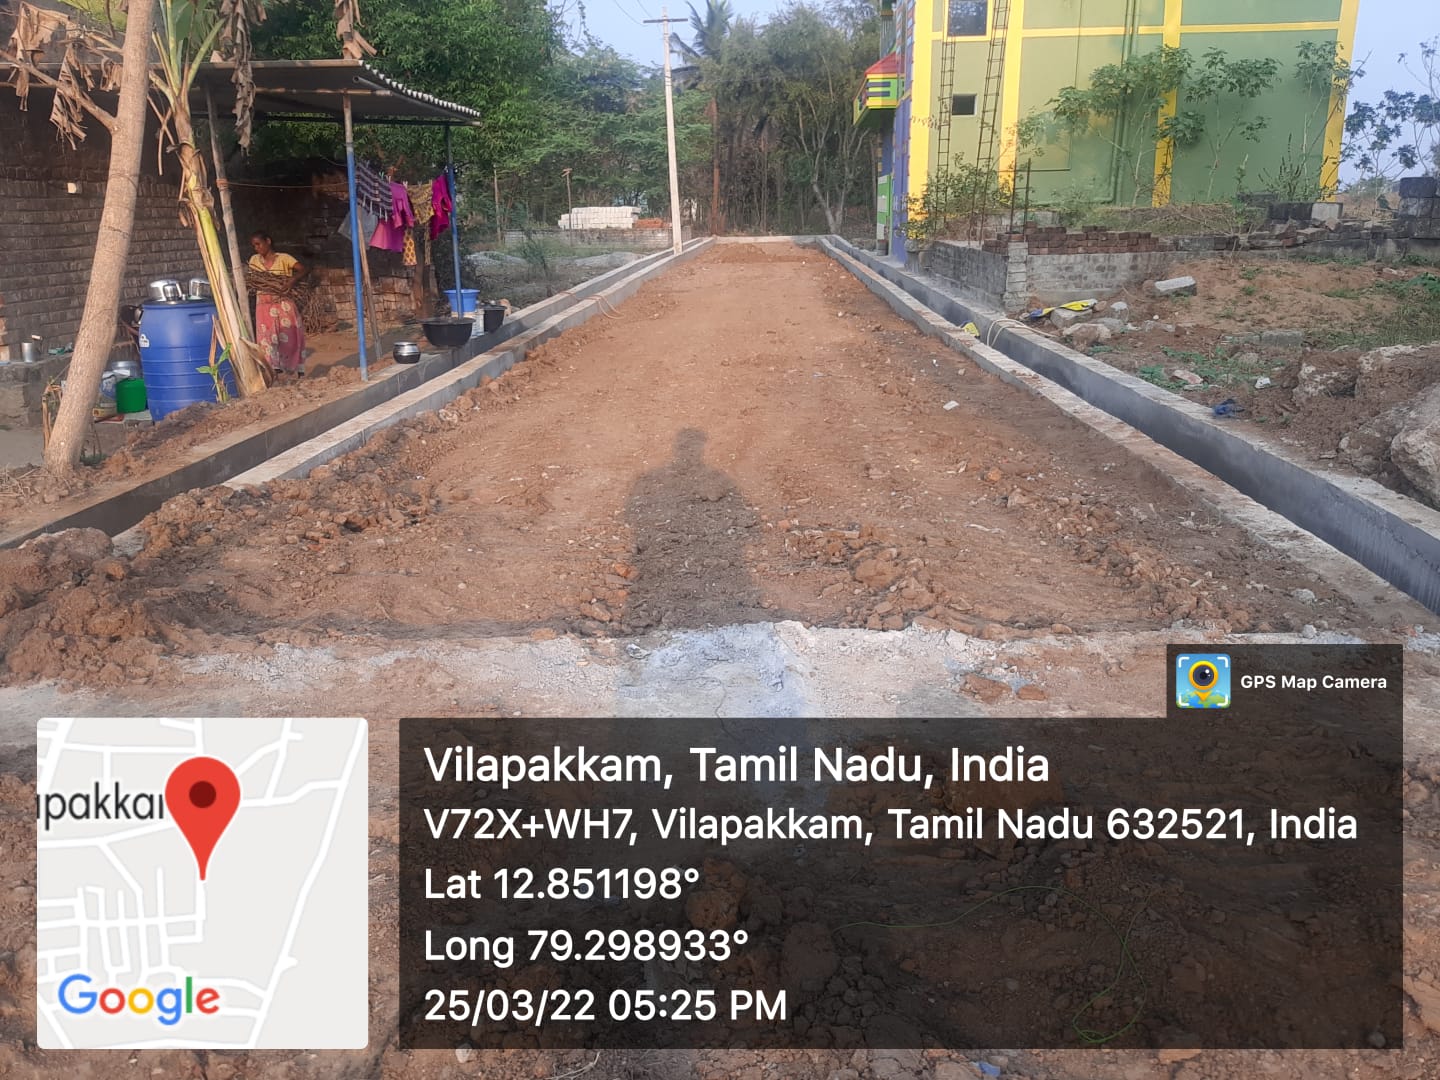 GPS Map Camera
Vilapakkam, Tamil Nadu, India
V72X+WH7, Vilapakkam, Tamil Nadu 632521, India
Lat 12.851198°
Long 79.298933°
25/03/22 05:25 PM
apakkai
Google